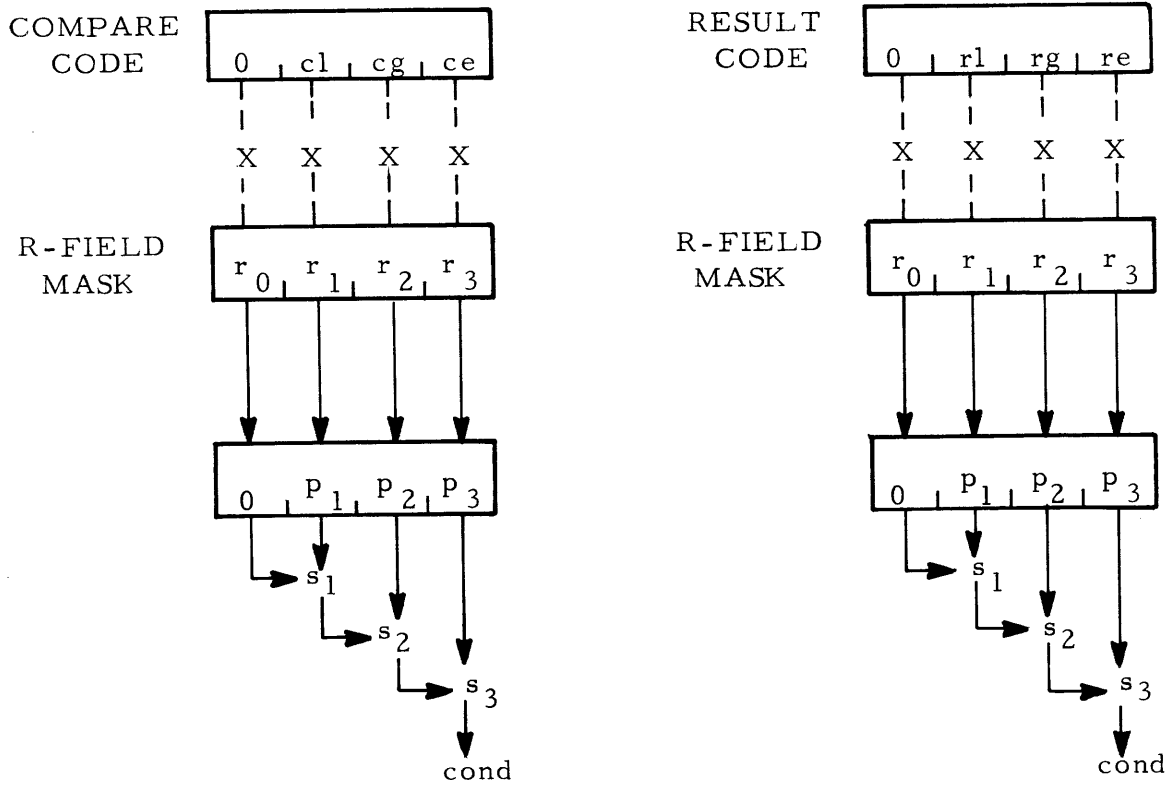 COMPARE
CODE
0 cl cg ce
X X X X
R-FIELD
MASK
r0 r1 r2 r3
0 p1 p2 p3
s1
s2
s3
cond
RESULT
CODE
0 rl rg re
X X X X
R-FIELD
MASK
r0 r1 r2 r3
0 p1 p2 p3
s1
s2
s3
cond